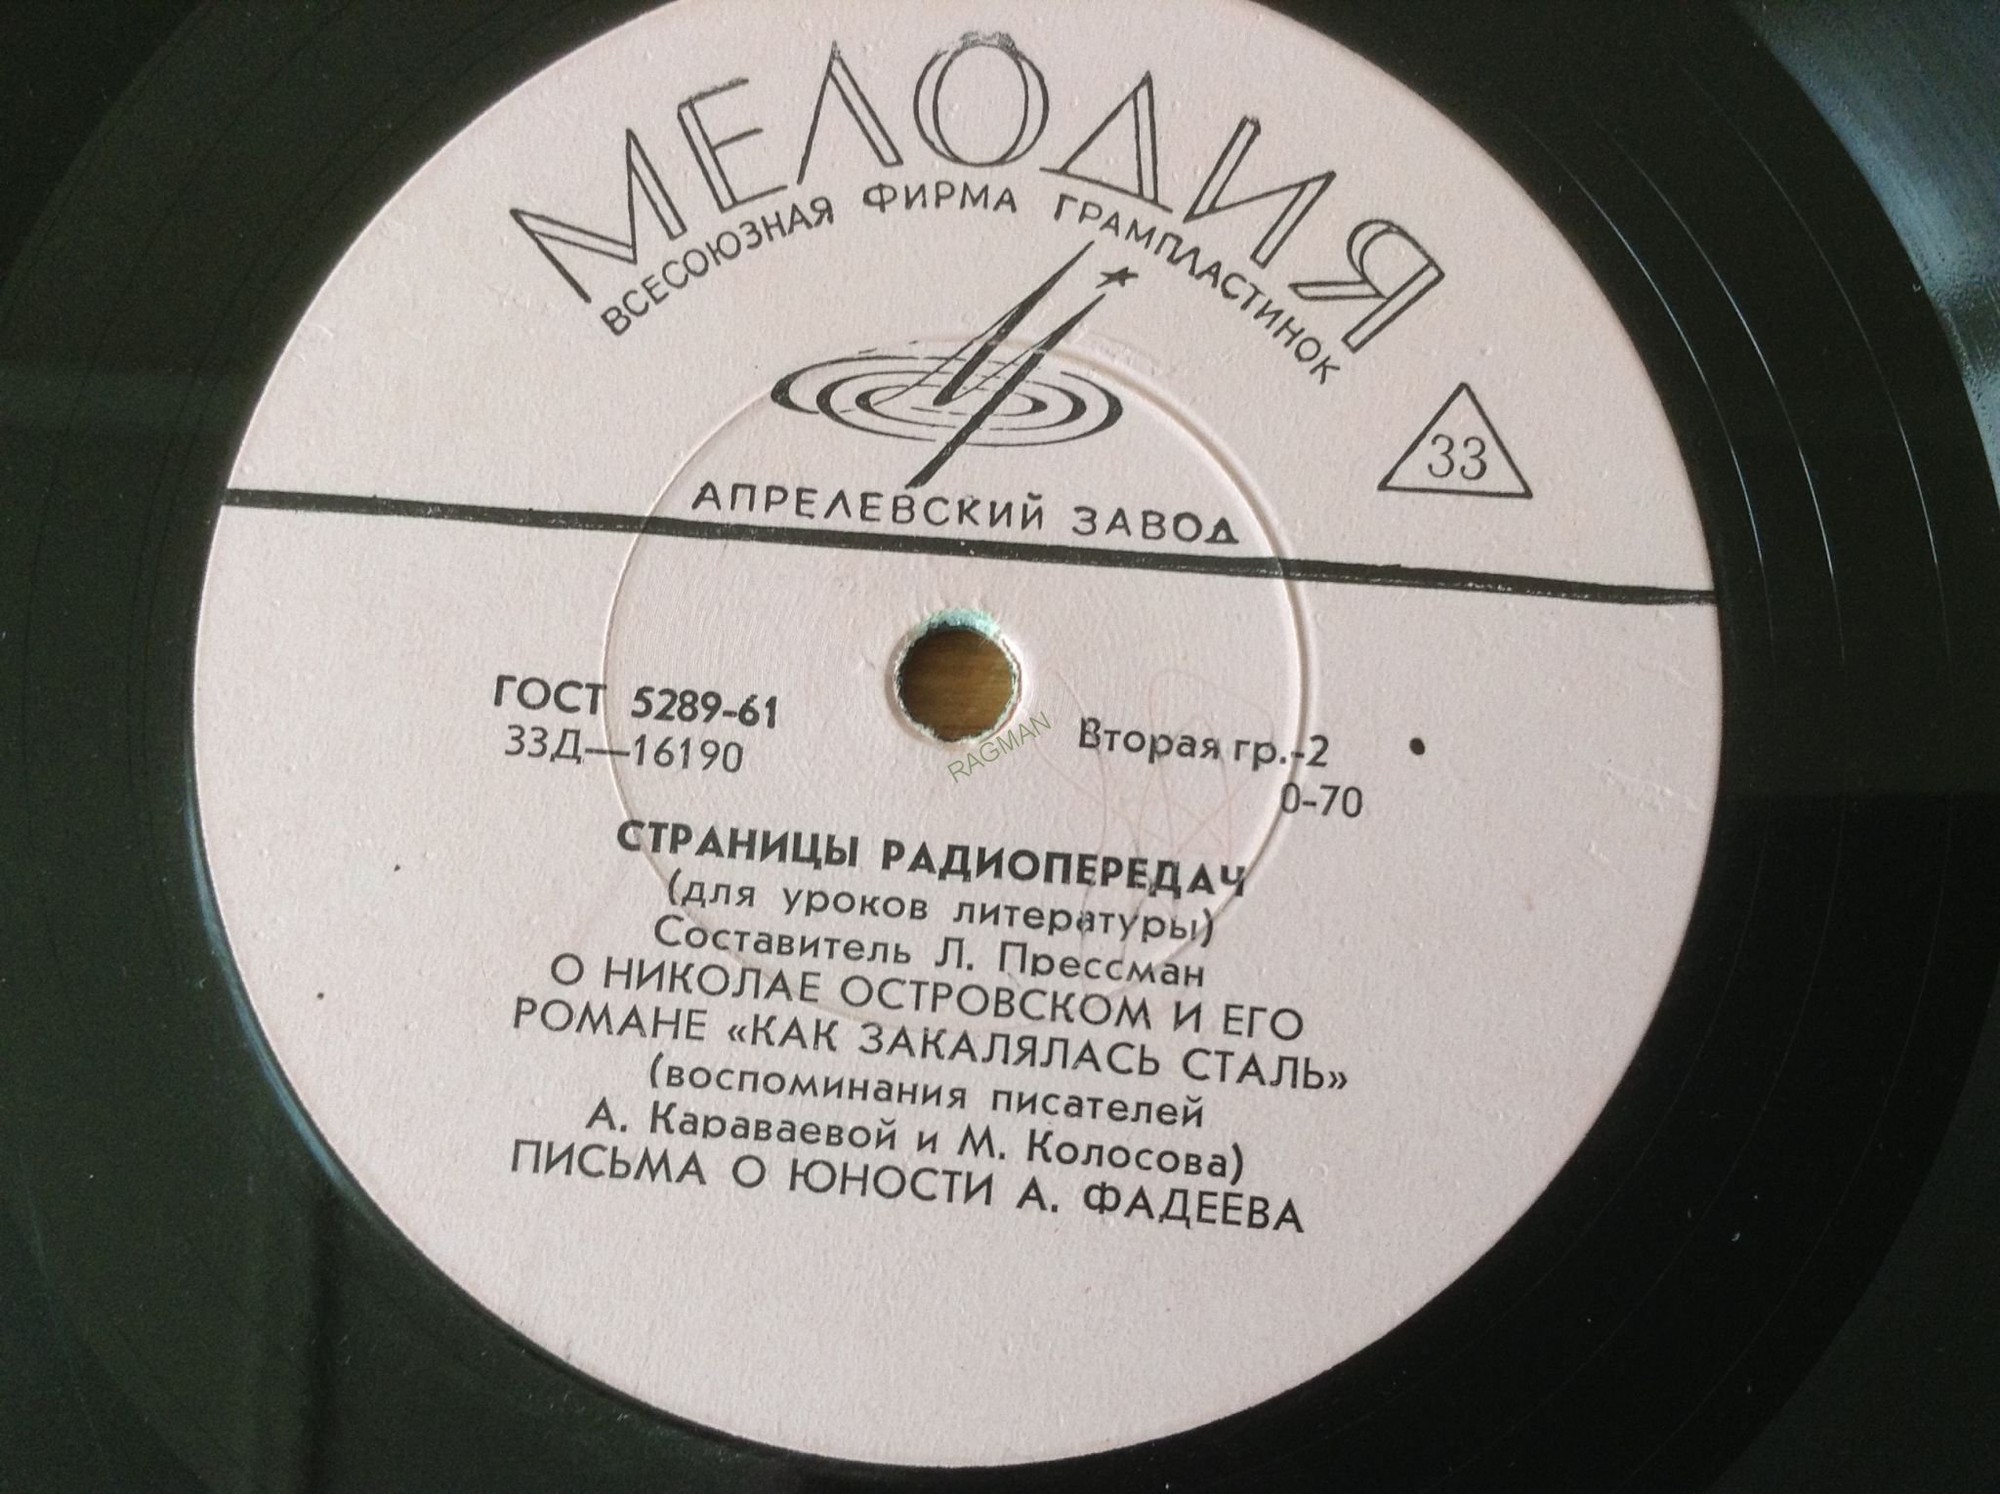 МЕЛОДИЯ
ВСЕСОЮЗНАЯ ФИРМА ГРАМПЛАСТИНОК
33
АПРЕЛЕВСКИЙ ЗАВОД
ГОСТ 5289-61
33Д—16190
Вторая гр.-2
0-70
RAGMAN
СТРАНИЦЫ РАДИОПЕРЕДАЧ
(для уроков литературы)
Составитель Л. Прессман
О НИКОЛАЕ ОСТРОВСКОМ И ЕГО
РОМАНЕ «КАК ЗАКАЛЯЛАСЬ СТАЛЬ»
(воспоминания писателей
А. Караваевой и М. Колосова)
ПИСЬМА О ЮНОСТИ А. ФАДЕЕВА